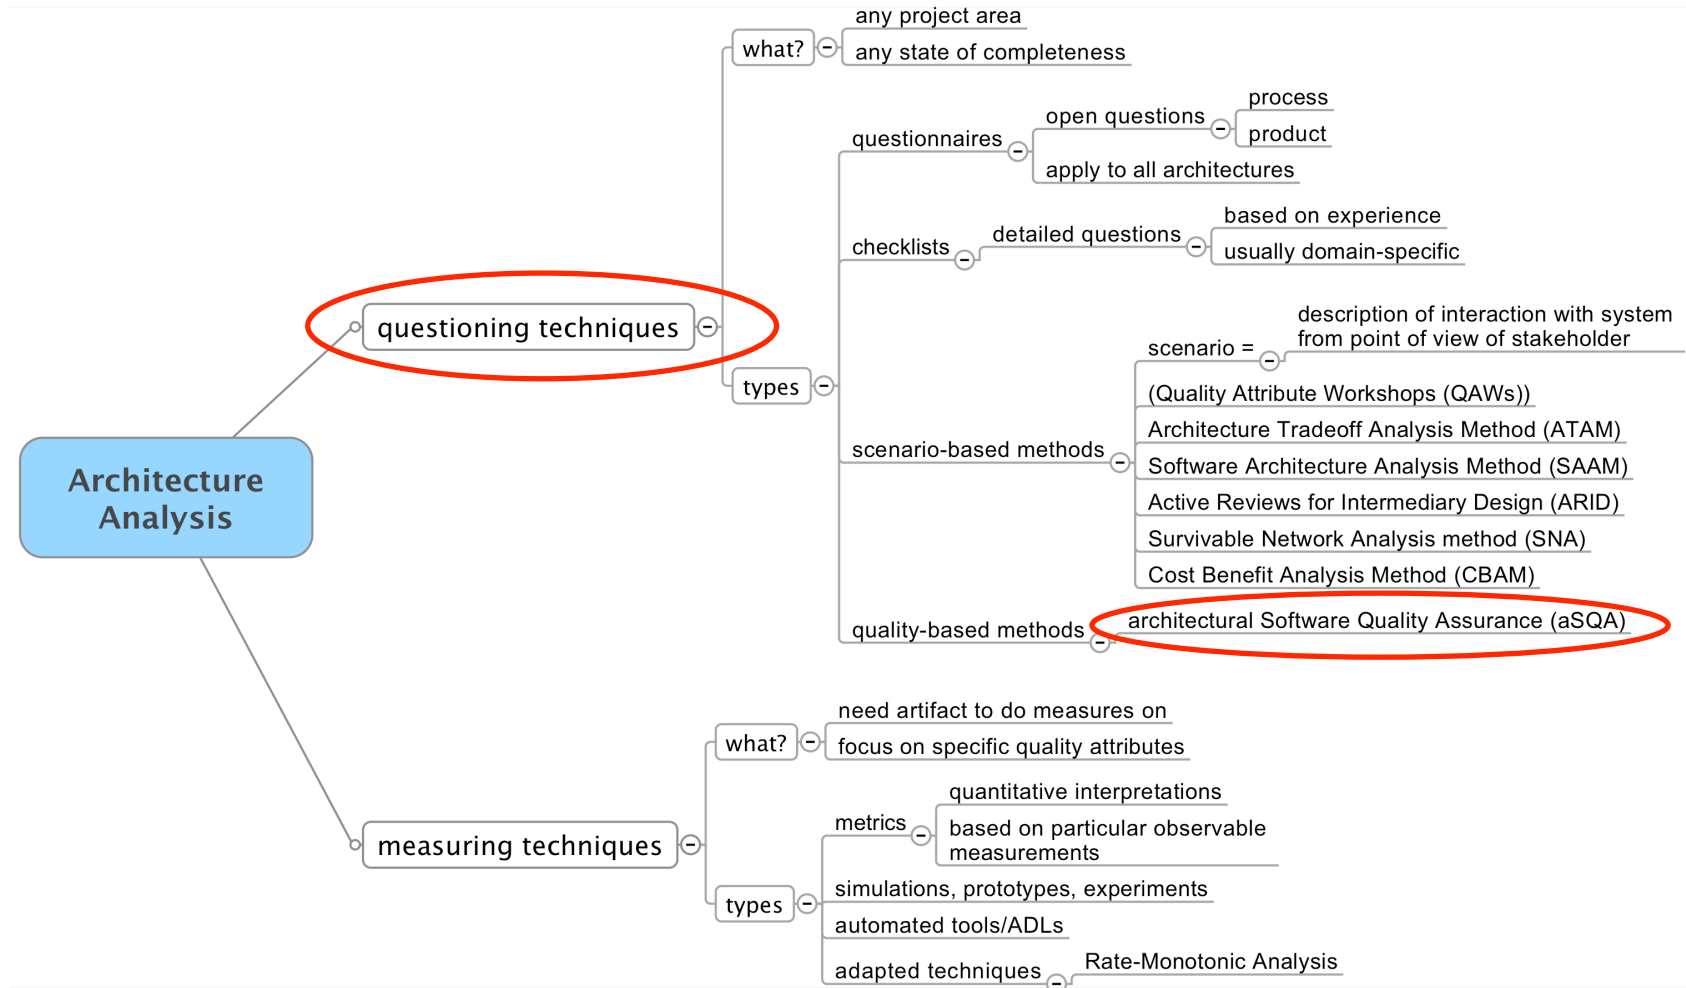 any project area
what?
any state of completeness
process
open questions
product
questionnaires
apply to all architectures
based on experience
detailed questions
checklists
usually domain-specific
questioning techniques
description of interaction with system
from point of view of stakeholder
scenario =
types
(Quality Attribute Workshops (QAWs))
Architecture Tradeoff Analysis Method (ATAM)
scenario-based methods
Software Architecture Analysis Method (SAAM)
Active Reviews for Intermediary Design (ARID)
Survivable Network Analysis method (SNA)
Cost Benefit Analysis Method (CBAM)
architectural Software Quality Assurance (aSQA)
quality-based methods
Architecture
Analysis
need artifact to do measures on
what?
focus on specific quality attributes
measuring techniques
quantitative interpretations
metrics
based on particular observable
measurements
types
simulations, prototypes, experiments
automated tools/ADLs
Rate-Monotonic Analysis
adapted techniques